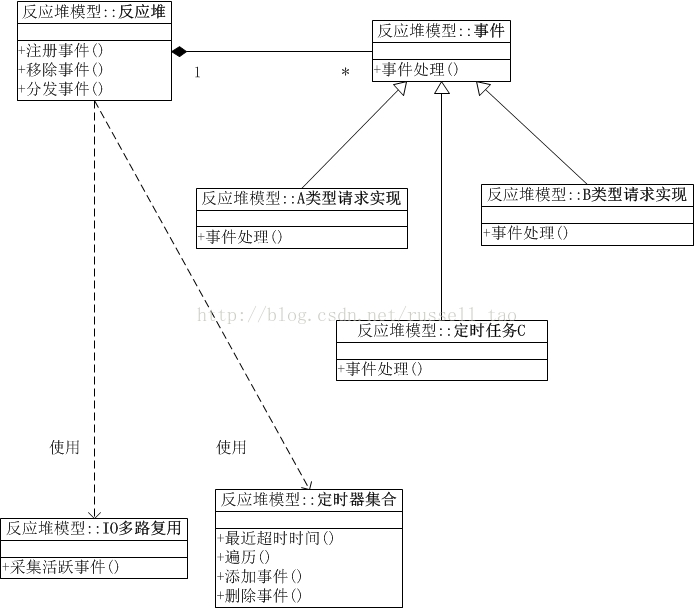 反应堆模型::反应堆
+注册事件()
+移除事件()
+分发事件()
1
*
反应堆模型::事件
+事件处理()
反应堆模型::A类型请求实现
+事件处理()
反应堆模型::B类型请求实现
+事件处理()
http://blog.csdn.net/russell_tao
反应堆模型::定时任务C
+事件处理()
使用
使用
反应堆模型::IO多路复用
+采集活跃事件()
反应堆模型::定时器集合
+最近超时时间()
+遍历()
+添加事件()
+删除事件()